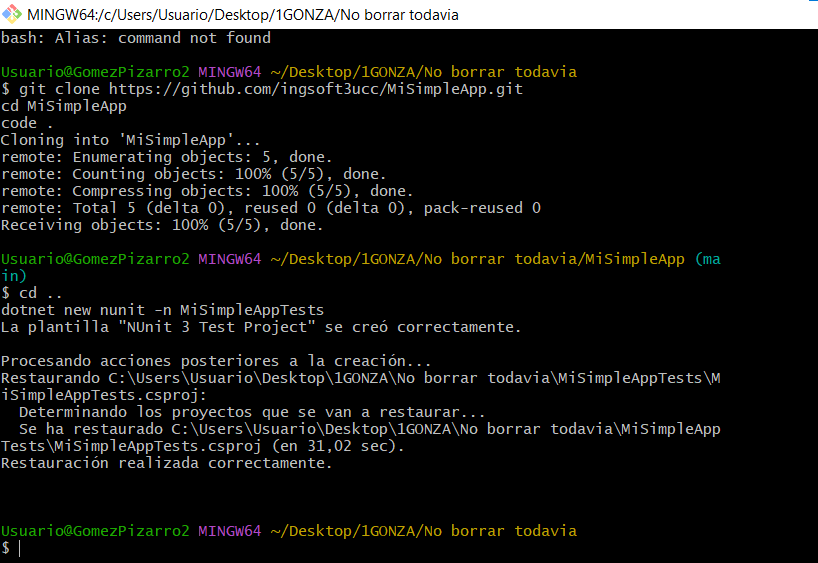 MINGW64:/c/Users/Usuario/Desktop/1GONZA/No borrar todavia
bash: Alias: command not found
Usuario@GomezPizarro2 MINGW64 ~/Desktop/1GONZA/No borrar todavia
$ git clone https://github.com/ingsoft3ucc/MiSimpleApp.git
cd MiSimpleApp
code .
Cloning into 'MiSimpleApp'...
remote: Enumerating objects: 5, done.
remote: Counting objects: 100% (5/5), done.
remote: Compressing objects: 100% (5/5), done.
remote: Total 5 (delta 0), reused 0 (delta 0), pack-reused 0
Receiving objects: 100% (5/5), done.
Usuario@GomezPizarro2 MINGW64 ~/Desktop/1GONZA/No borrar todavia/MiSimpleApp (ma
in)
$ cd ..
dotnet new nunit -n MiSimpleAppTests
La plantilla "NUnit 3 Test Project" se creó correctamente.
Procesando acciones posteriores a la creación...
Restaurando C:\Users\Usuario\Desktop\1GONZA\No borrar todavia\MiSimpleAppTests\M
iSimpleAppTests.csproj:
Determinando los proyectos que se van a restaurar...
Se ha restaurado C:\Users\Usuario\Desktop\1GONZA\No borrar todavia\MiSimpleApp
Tests\MiSimpleAppTests.csproj (en 31,02 sec).
Restauración realizada correctamente.
Usuario@GomezPizarro2 MINGW64 ~/Desktop/1GONZA/No borrar todavia
$